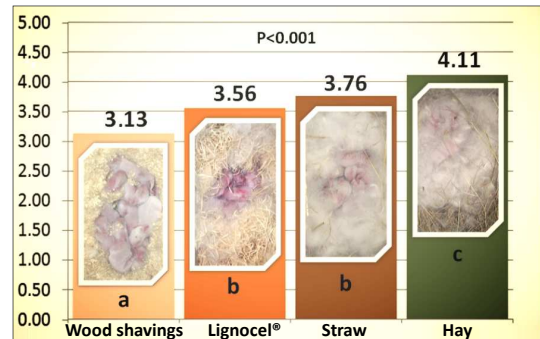 5.00
4.50
4.00
3.50
3.00
2.50
2.00
1.50
1.00
0.50
0.00
P<0.001
3.13
3.56
3.76
4.11
a
b
b
c
Wood shavings
Lignocel®
Straw
Hay